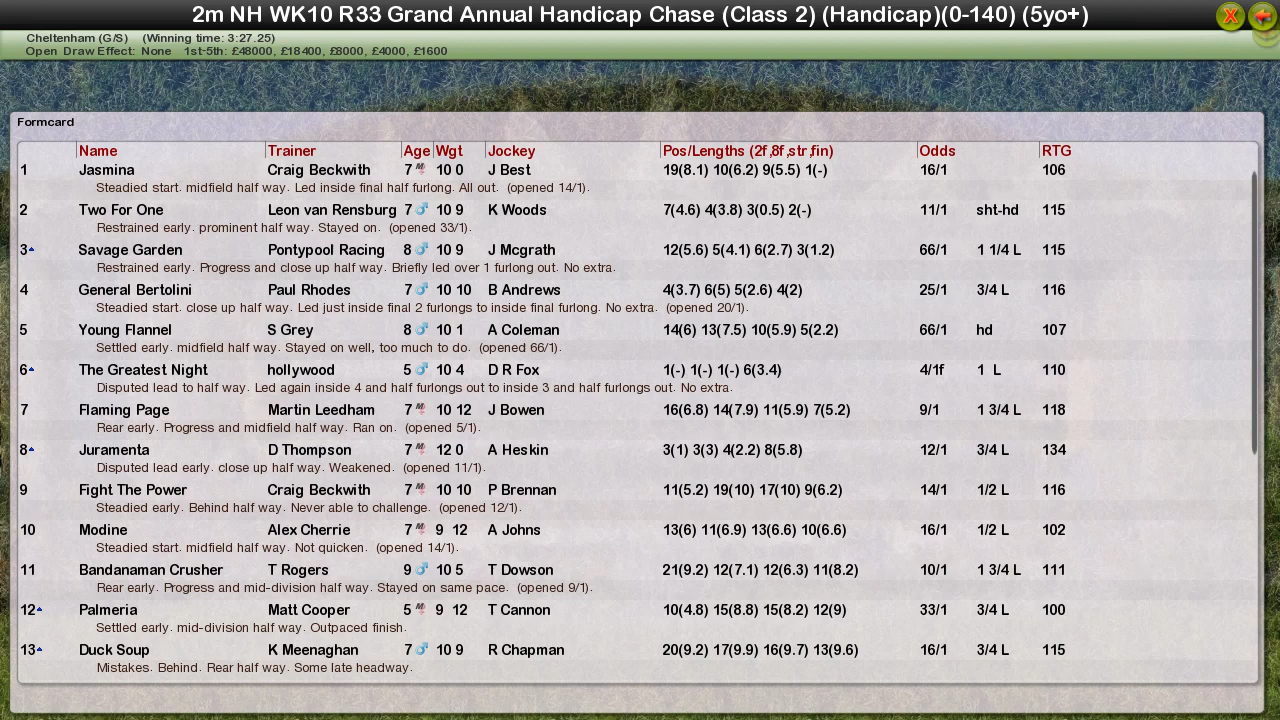 2m NH WK10 R33 Grand Annual Handicap Chase (Class 2) (Handicap)(0-140) (5yo+)
Cheltenham (G/S) (Winning time: 3:27.25)
Open Draw Effect: None 1st-5th: £48000, £18400, £8000, £4000, £1600
Formcard
Name Trainer Age Wgt Jockey Pos/Lengths (2f,8f,str,fin) Odds RTG
1 Jasmina Craig Beckwith 7 10 0 J Best 19(8.1) 10(6.2) 9(5.5) 1(-) 16/1 106
Steadied start. midfield half way. Led inside final half furlong. All out. (opened 14/1).
2 Two For One Leon van Rensburg 7 10 9 K Woods 7(4.6) 4(3.8) 3(0.5) 2(-) 11/1 sht-hd 115
Restrained early. prominent half way. Stayed on. (opened 33/1).
3 Savage Garden Pontypool Racing 8 10 9 J Mcgrath 12(5.6) 5(4.1) 6(2.7) 3(1.2) 66/1 1 1/4 L 115
Restrained early. Progress and close up half way. Briefly led over 1 furlong out. No extra.
4 General Bertolini Paul Rhodes 7 10 10 B Andrews 4(3.7) 6(5) 5(2.6) 4(2) 25/1 3/4 L 116
Steadied start. close up half way. Led just inside final 2 furlongs to inside final furlong. No extra. (opened 20/1).
5 Young Flannel S Grey 8 10 1 A Coleman 14(6) 13(7.5) 10(5.9) 5(2.2) 66/1 hd 107
Settled early. midfield half way. Stayed on well, too much to do. (opened 66/1).
6 The Greatest Night hollywood 5 10 4 D R Fox 1(-) 1(-) 1(-) 6(3.4) 4/1f 1 L 110
Disputed lead to half way. Led again inside 4 and half furlongs out to inside 3 and half furlongs out. No extra.
7 Flaming Page Martin Leedham 7 10 12 J Bowen 16(6.8) 14(7.9) 11(5.9) 7(5.2) 9/1 1 3/4 L 118
Rear early. Progress and midfield half way. Ran on. (opened 5/1).
8 Juramenta D Thompson 7 12 0 A Heskin 3(1) 3(3) 4(2.2) 8(5.8) 12/1 3/4 L 134
Disputed lead early. close up half way. Weakened. (opened 11/1).
9 Fight The Power Craig Beckwith 7 10 10 P Brennan 11(5.2) 19(10) 17(10) 9(6.2) 14/1 1/2 L 116
Steadied early. Behind half way. Never able to challenge. (opened 12/1).
10 Modine Alex Cherrie 7 9 12 A Johns 13(6) 11(6.9) 13(6.6) 10(6.6) 16/1 1/2 L 102
Steadied start. midfield half way. Not quicken. (opened 14/1).
11 Bandanaman Crusher T Rogers 9 10 5 T Dowson 21(9.2) 12(7.1) 12(6.3) 11(8.2) 10/1 1 3/4 L 111
Rear early. Progress and mid-division half way. Stayed on same pace. (opened 9/1).
12 Palmeria Matt Cooper 5 9 12 T Cannon 10(4.8) 15(8.8) 15(8.2) 12(9) 33/1 3/4 L 100
Settled early. mid-division half way. Outpaced finish.
13 Duck Soup K Meenaghan 7 10 9 R Chapman 20(9.2) 17(9.9) 16(9.7) 13(9.6) 16/1 3/4 L 115
Mistakes. Behind. Rear half way. Some late headway.